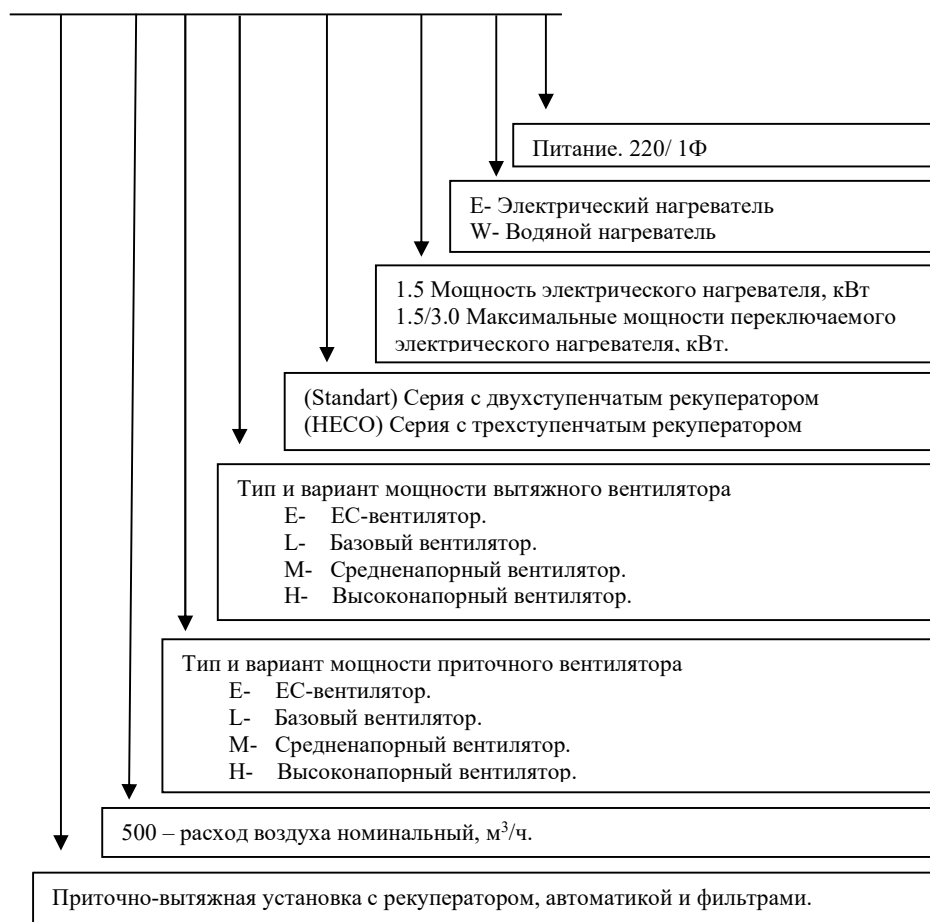 Питание. 220/ 1Ф
E- Электрический нагреватель
W- Водяной нагреватель
1.5 Мощность электрического нагревателя, кВт
1.5/3.0 Максимальные мощности переключаемого
электрического нагревателя, кВт.
(Standart) Серия с двухступенчатым рекуператором
(HECO) Серия с трехступенчатым рекуператором
Тип и вариант мощности вытяжного вентилятора
E- EC-вентилятор.
L- Базовый вентилятор.
M- Средненапорный вентилятор.
H- Высоконапорный вентилятор.
Тип и вариант мощности приточного вентилятора
E- EC-вентилятор.
L- Базовый вентилятор.
M- Средненапорный вентилятор.
H- Высоконапорный вентилятор.
500 – расход воздуха номинальный, м³/ч.
Приточно-вытяжная установка с рекуператором, автоматикой и фильтрами.